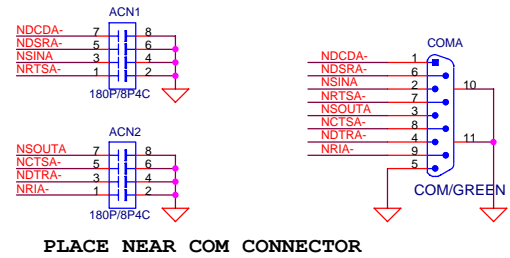 ACN1
NDCDA- 7 8
NDSRA- 5 6
NSINA 3 4
NRTSA- 1 2
180P/8P4C
ACN2
NSOUTA 7 8
NCTSA- 5 6
NDTRA- 3 4
NRIA- 1 2
180P/8P4C
COMA
NDCDA- 1
NDSRA- 6
NSINA 2 10
NRTSA- 7
NSOUTA 3
NCTSA- 8
NDTRA- 4 11
NRIA- 9
5
COM/GREEN
PLACE NEAR COM CONNECTOR